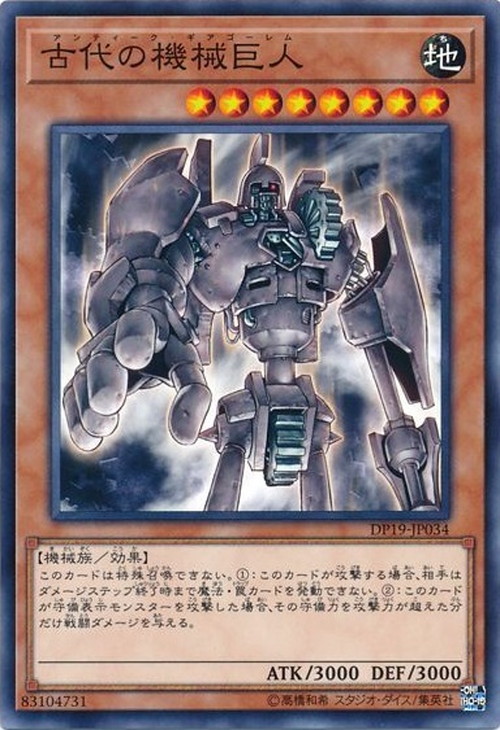 アンティーク・ギアゴーレム
古代の機械巨人
ち
地
DP19-JP034
【機械族／効果】
このカードは特殊召喚できない。①：このカードが攻撃する場合、相手は
ダメージステップ終了時まで魔法・罠カードを発動できない。②：このカード
が守備表示モンスターを攻撃した場合、その守備力を攻撃力が超えた分
だけ戦闘ダメージを与える。
ATK/3000 DEF/3000
83104731 ©高橋和希 スタジオ・ダイス/集英社